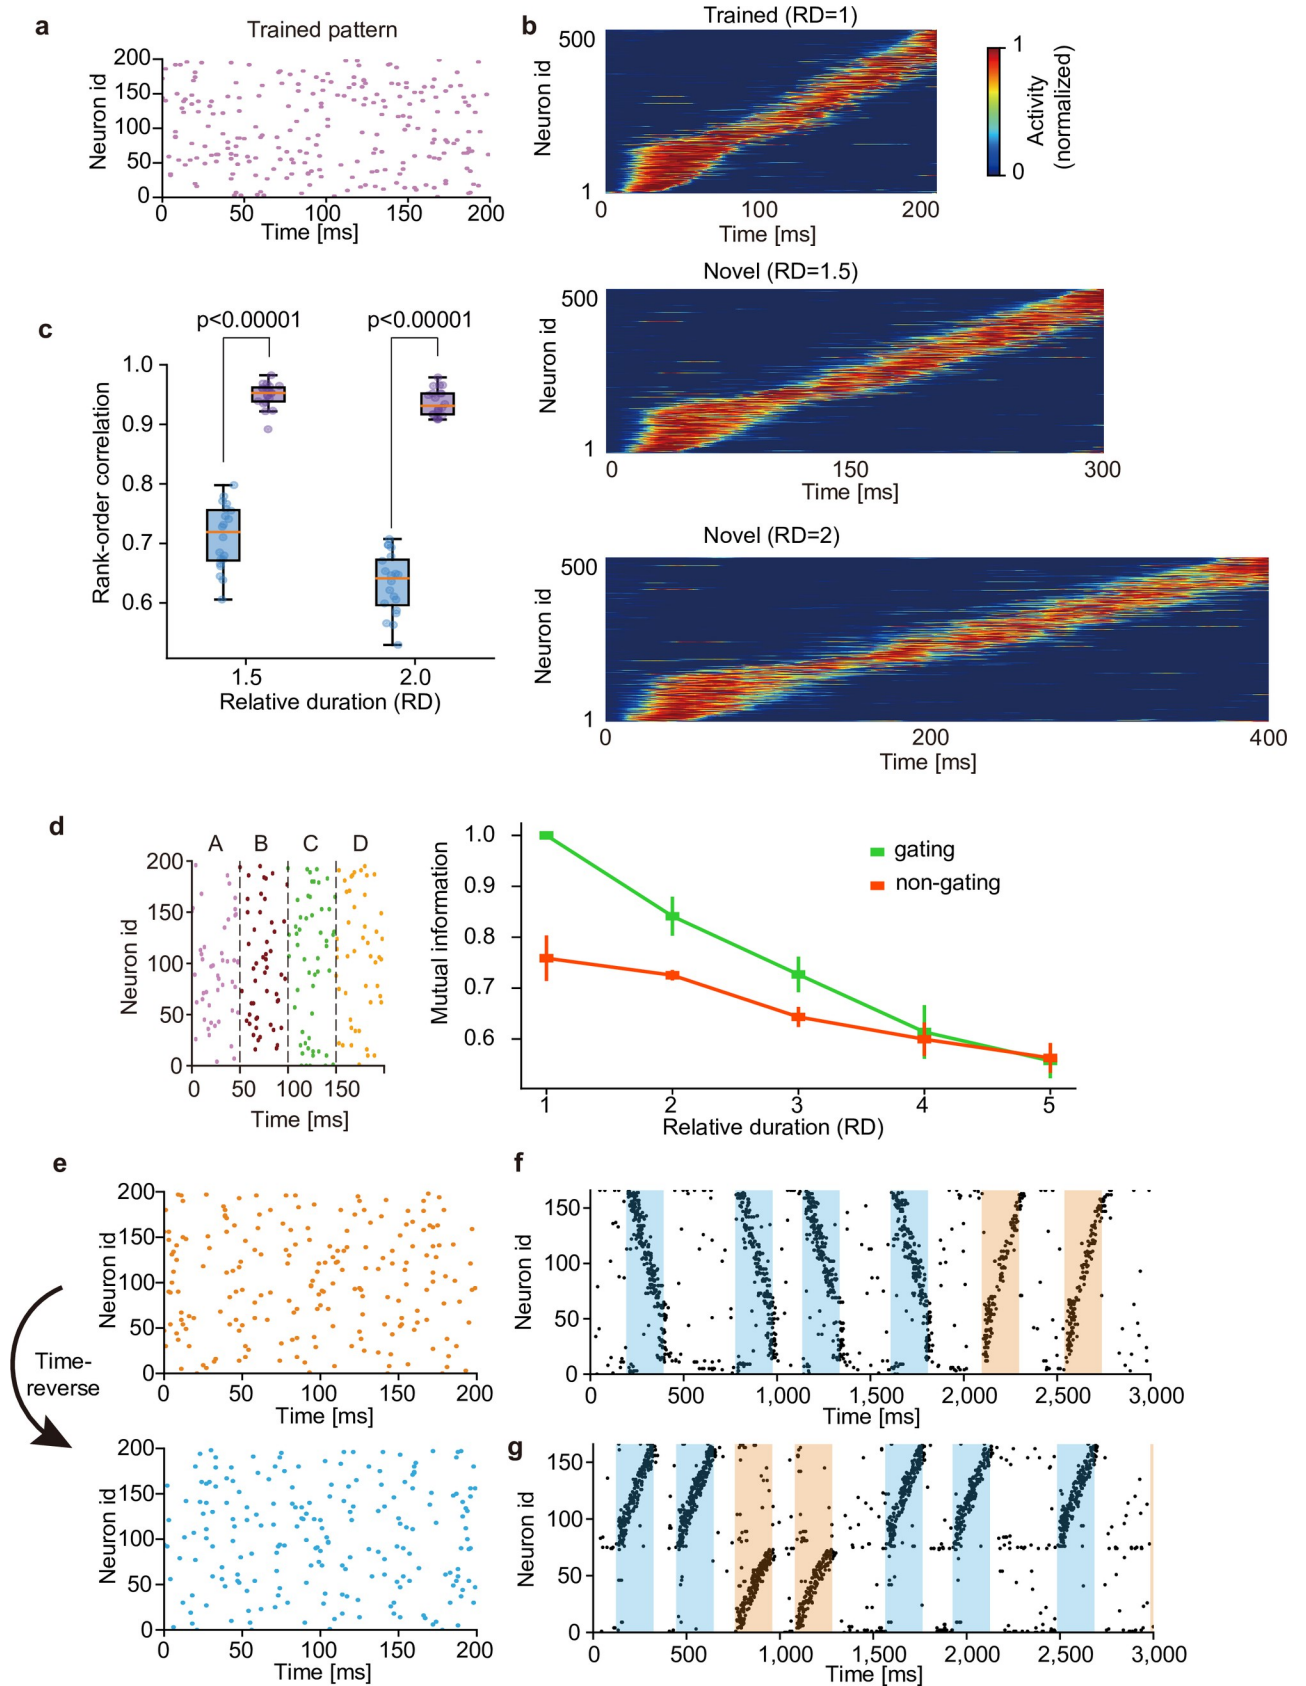 a
Trained pattern
200
150
100
50
0
Neuron id
0 50 100 150 200
Time [ms]
b
Trained (RD=1)
500
1
Neuron id
0 100 200
Time [ms]
1
0
Activity
(normalized)
Novel (RD=1.5)
500
1
Neuron id
0 150 300
Time [ms]
Novel (RD=2)
500
1
Neuron id
0 200 400
Time [ms]
c
p<0.00001 p<0.00001
1.0
0.9
0.8
0.7
0.6
Rank-order correlation
1.5 2.0
Relative duration (RD)
d
A B C D
200
150
100
50
0
Neuron id
0 50 100 150
Time [ms]
1.0
0.9
0.8
0.7
0.6
Mutual information
gating
non-gating
1 2 3 4 5
Relative duration (RD)
e
200
150
100
50
0
Neuron id
0 50 100 150 200
Time [ms]
Time-
reverse
200
150
100
50
0
Neuron id
0 50 100 150 200
Time [ms]
f
150
100
50
0
Neuron id
0 500 1,000 1,500 2,000 2,500 3,000
Time [ms]
g
150
100
50
0
Neuron id
0 500 1,000 1,500 2,000 2,500 3,000
Time [ms]